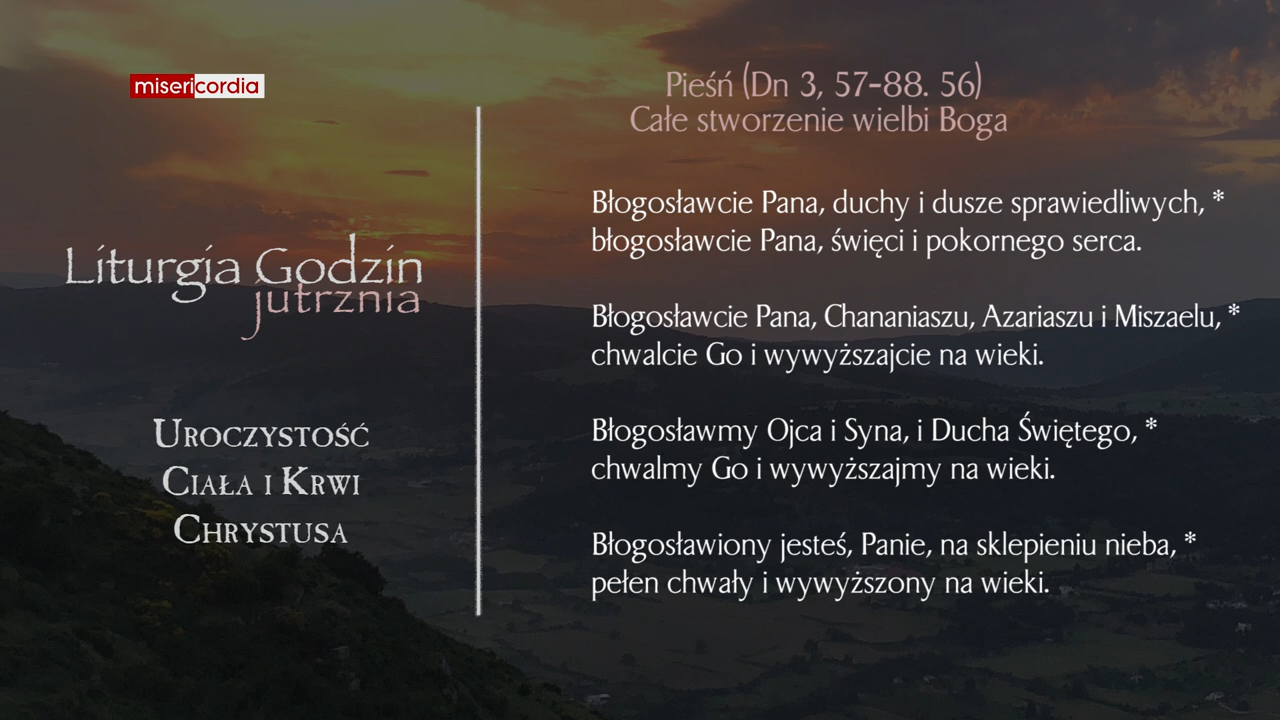 misericordia
Liturgia Godzin
jutrznia
Uroczystość
Ciała i Krwi
Chrystusa
Pieśń (Dn 3, 57-88. 56)
Całe stworzenie wielbi Boga
Błogosławcie Pana, duchy i dusze sprawiedliwych, *
błogosławcie Pana, święci i pokornego serca.
Błogosławcie Pana, Chananiaszu, Azariaszu i Miszaelu, *
chwalcie Go i wywyższajcie na wieki.
Błogosławmy Ojca i Syna, i Ducha Świętego, *
chwalmy Go i wywyższajmy na wieki.
Błogosławiony jesteś, Panie, na sklepieniu nieba, *
pełen chwały i wywyższony na wieki.